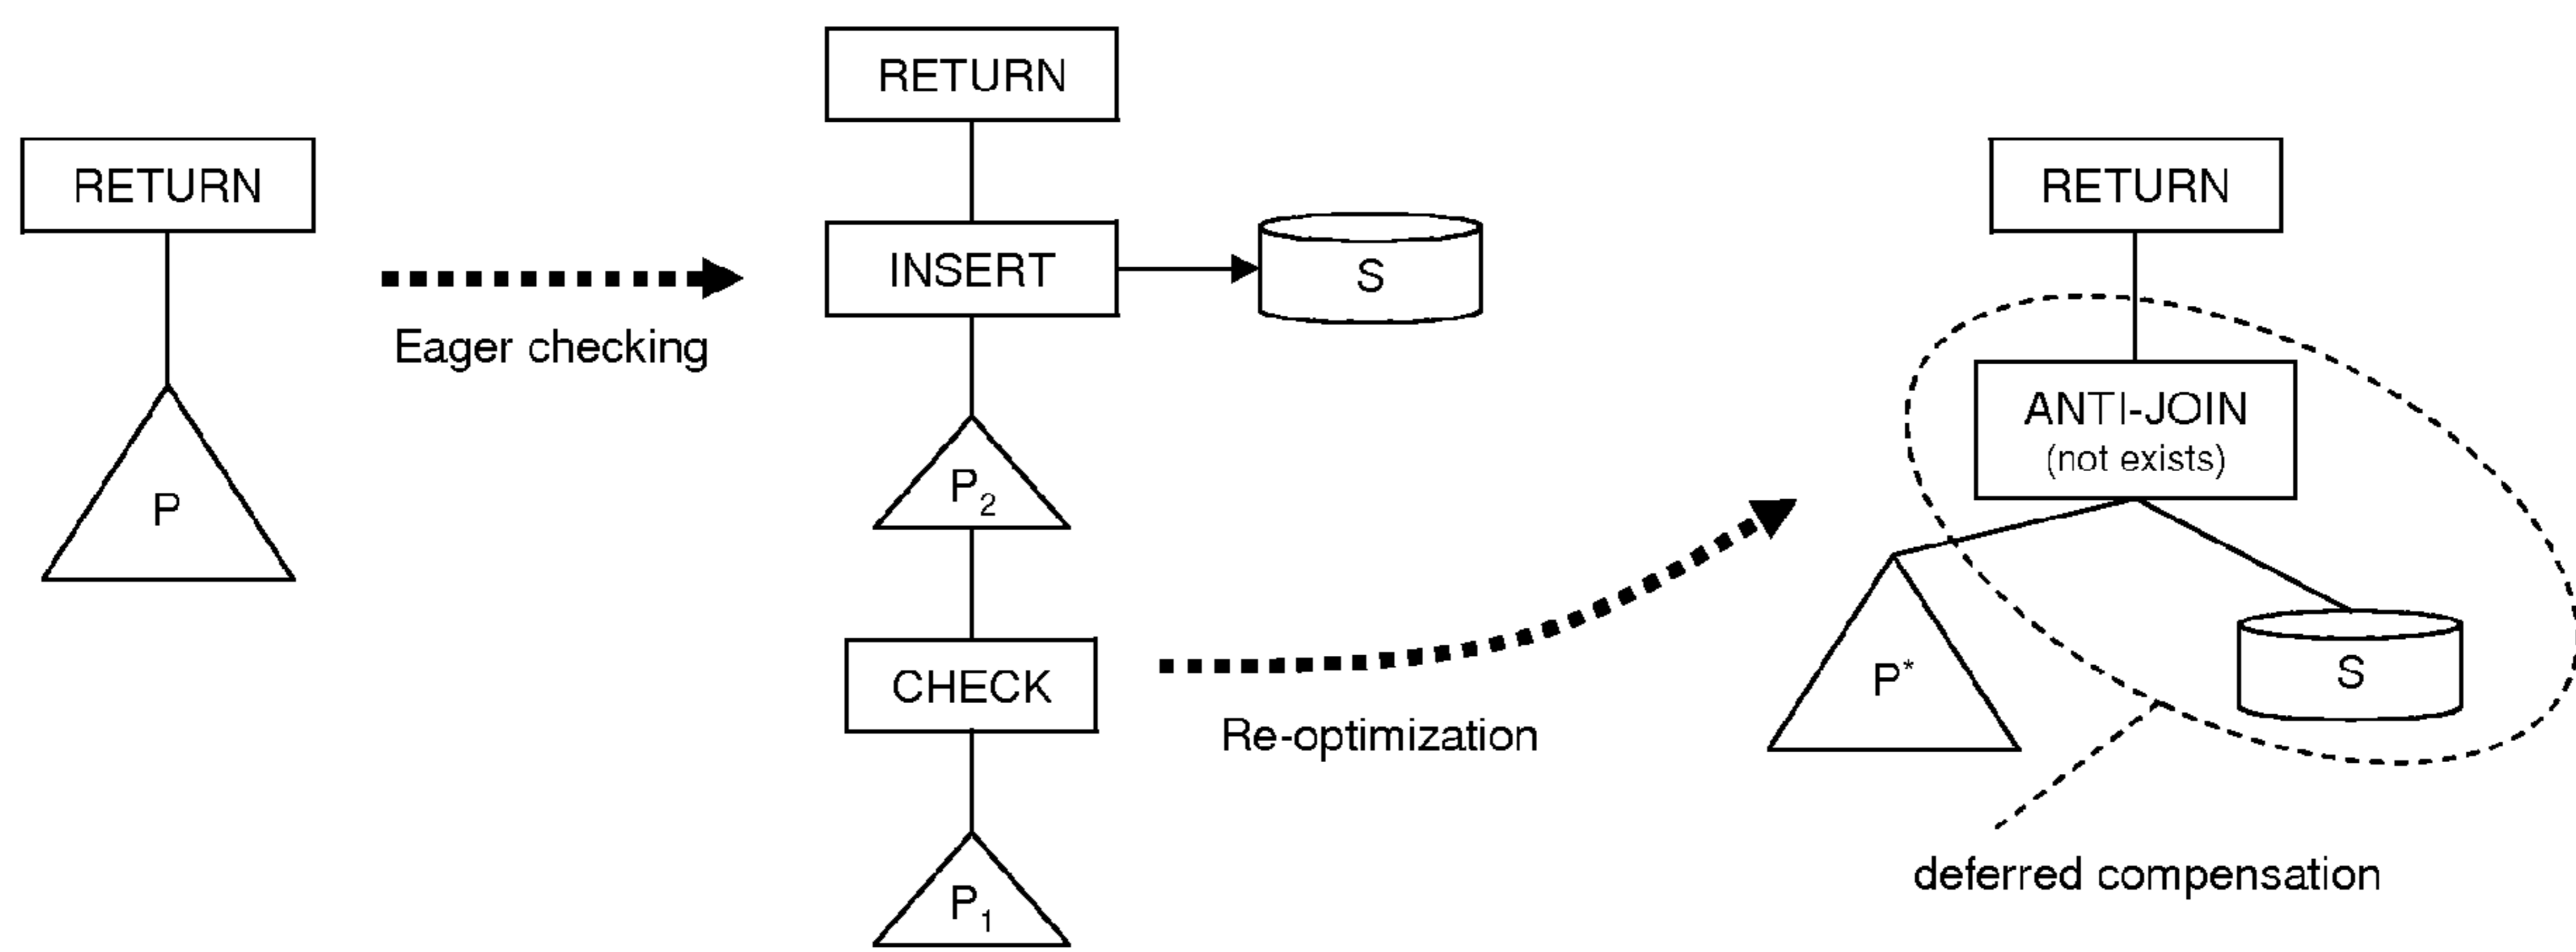 RETURN
P
Eager checking
RETURN
INSERT
S
P2
CHECK
P1
Re-optimization
RETURN
ANTI-JOIN
(not exists)
P*
S
deferred compensation